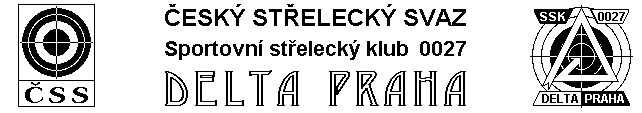 ČESKÝ STŘELECKÝ SVAZ
Sportovní střelecký klub 0027
DELTA PRAHA
ČSS
SSK 0027
DELTA PRAHA